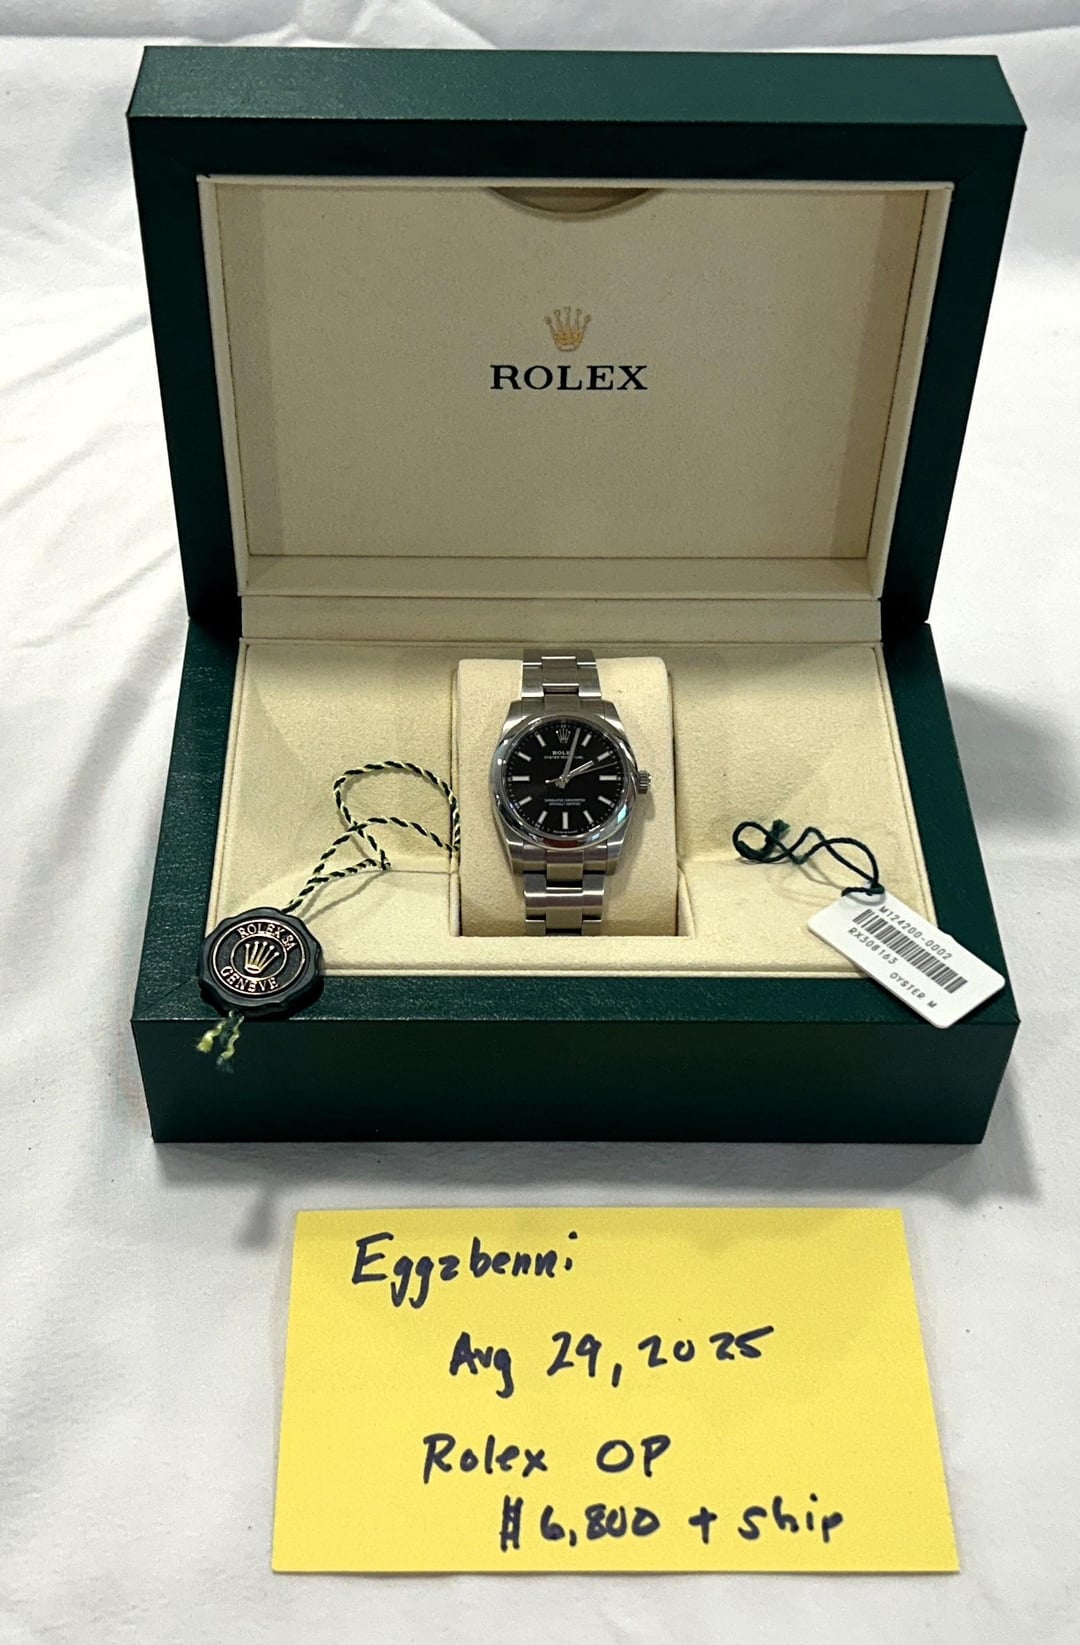 ROLEX
ROLEX
OYSTER PERPETUAL
SUPERLATIVE CHRONOMETER
OFFICIALLY CERTIFIED
ROLEX SA
GENEVE
M124200-0002
RX308163
OYSTER M
Eggzbenni
Aug 29, 2025
Rolex OP
$6,800 + ship